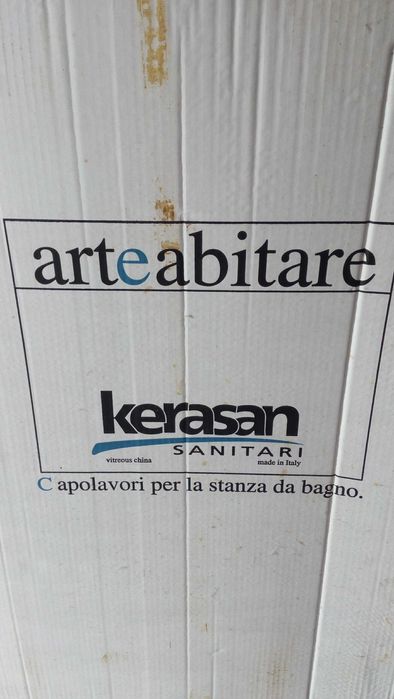 arteabitare
kerasan
SANITARI
vitreous china made in Italy
Capolavori per la stanza da bagno.